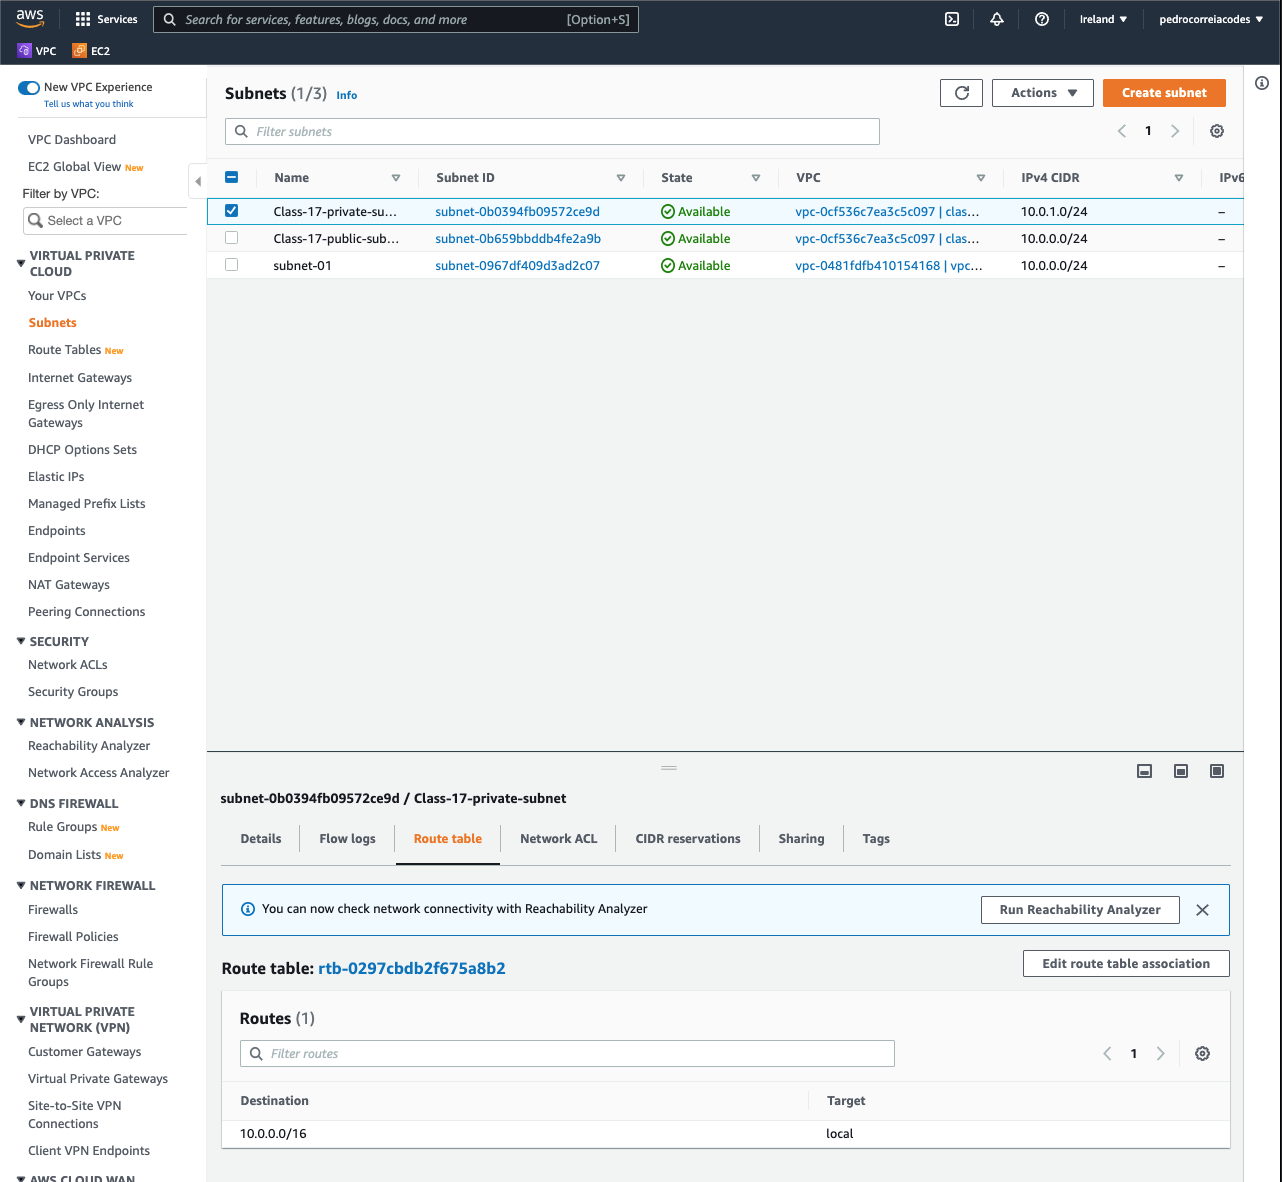 aws
Services
Search for services, features, blogs, docs, and more
[Option+S]
Ireland ▼
pedrocorreiacodes ▼
VPC
EC2
New VPC Experience
Tell us what you think
VPC Dashboard
EC2 Global View New
Filter by VPC:
Select a VPC
VIRTUAL PRIVATE
CLOUD
Your VPCs
Subnets
Route Tables New
Internet Gateways
Egress Only Internet
Gateways
DHCP Options Sets
Elastic IPs
Managed Prefix Lists
Endpoints
Endpoint Services
NAT Gateways
Peering Connections
SECURITY
Network ACLs
Security Groups
NETWORK ANALYSIS
Reachability Analyzer
Network Access Analyzer
DNS FIREWALL
Rule Groups New
Domain Lists New
NETWORK FIREWALL
Firewalls
Firewall Policies
Network Firewall Rule
Groups
VIRTUAL PRIVATE
NETWORK (VPN)
Customer Gateways
Virtual Private Gateways
Site-to-Site VPN
Connections
Client VPN Endpoints
AWS CLOUD WAN
Subnets (1/3) Info
Actions ▼
Create subnet
Filter subnets
1
Name Subnet ID State VPC IPv4 CIDR IPv6
Class-17-private-su... subnet-0b0394fb09572ce9d Available vpc-0cf536c7ea3c5c097 | clas... 10.0.1.0/24 –
Class-17-public-sub... subnet-0b659bbddb4fe2a9b Available vpc-0cf536c7ea3c5c097 | clas... 10.0.0.0/24 –
subnet-01 subnet-0967df409d3ad2c07 Available vpc-0481fdfb410154168 | vpc... 10.0.0.0/24 –
subnet-0b0394fb09572ce9d / Class-17-private-subnet
Details
Flow logs
Route table
Network ACL
CIDR reservations
Sharing
Tags
You can now check network connectivity with Reachability Analyzer
Run Reachability Analyzer
Route table: rtb-0297cbdb2f675a8b2
Edit route table association
Routes (1)
Filter routes
1
Destination Target
10.0.0.0/16 local